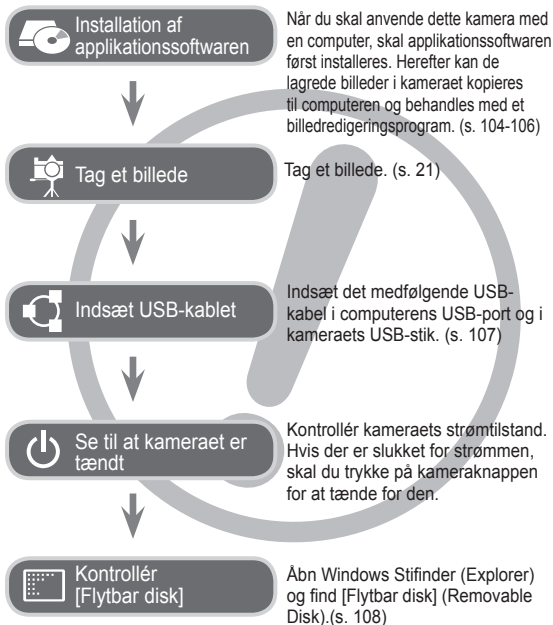 Installation af
applikationssoftwaren
Når du skal anvende dette kamera med
en computer, skal applikationssoftwaren
først installeres. Herefter kan de
lagrede billeder i kameraet kopieres
til computeren og behandles med et
billedredigeringsprogram. (s. 104-106)
Tag et billede
Tag et billede. (s. 21)
Indsæt USB-kablet
Indsæt det medfølgende USB-
kabel i computerens USB-port og i
kameraets USB-stik. (s. 107)
Se til at kameraet er
tændt
Kontrollér kameraets strømtilstand.
Hvis der er slukket for strømmen,
skal du trykke på kameraknappen
for at tænde for den.
Kontrollér
[Flytbar disk]
Åbn Windows Stifinder (Explorer)
og find [Flytbar disk] (Removable
Disk).(s. 108)